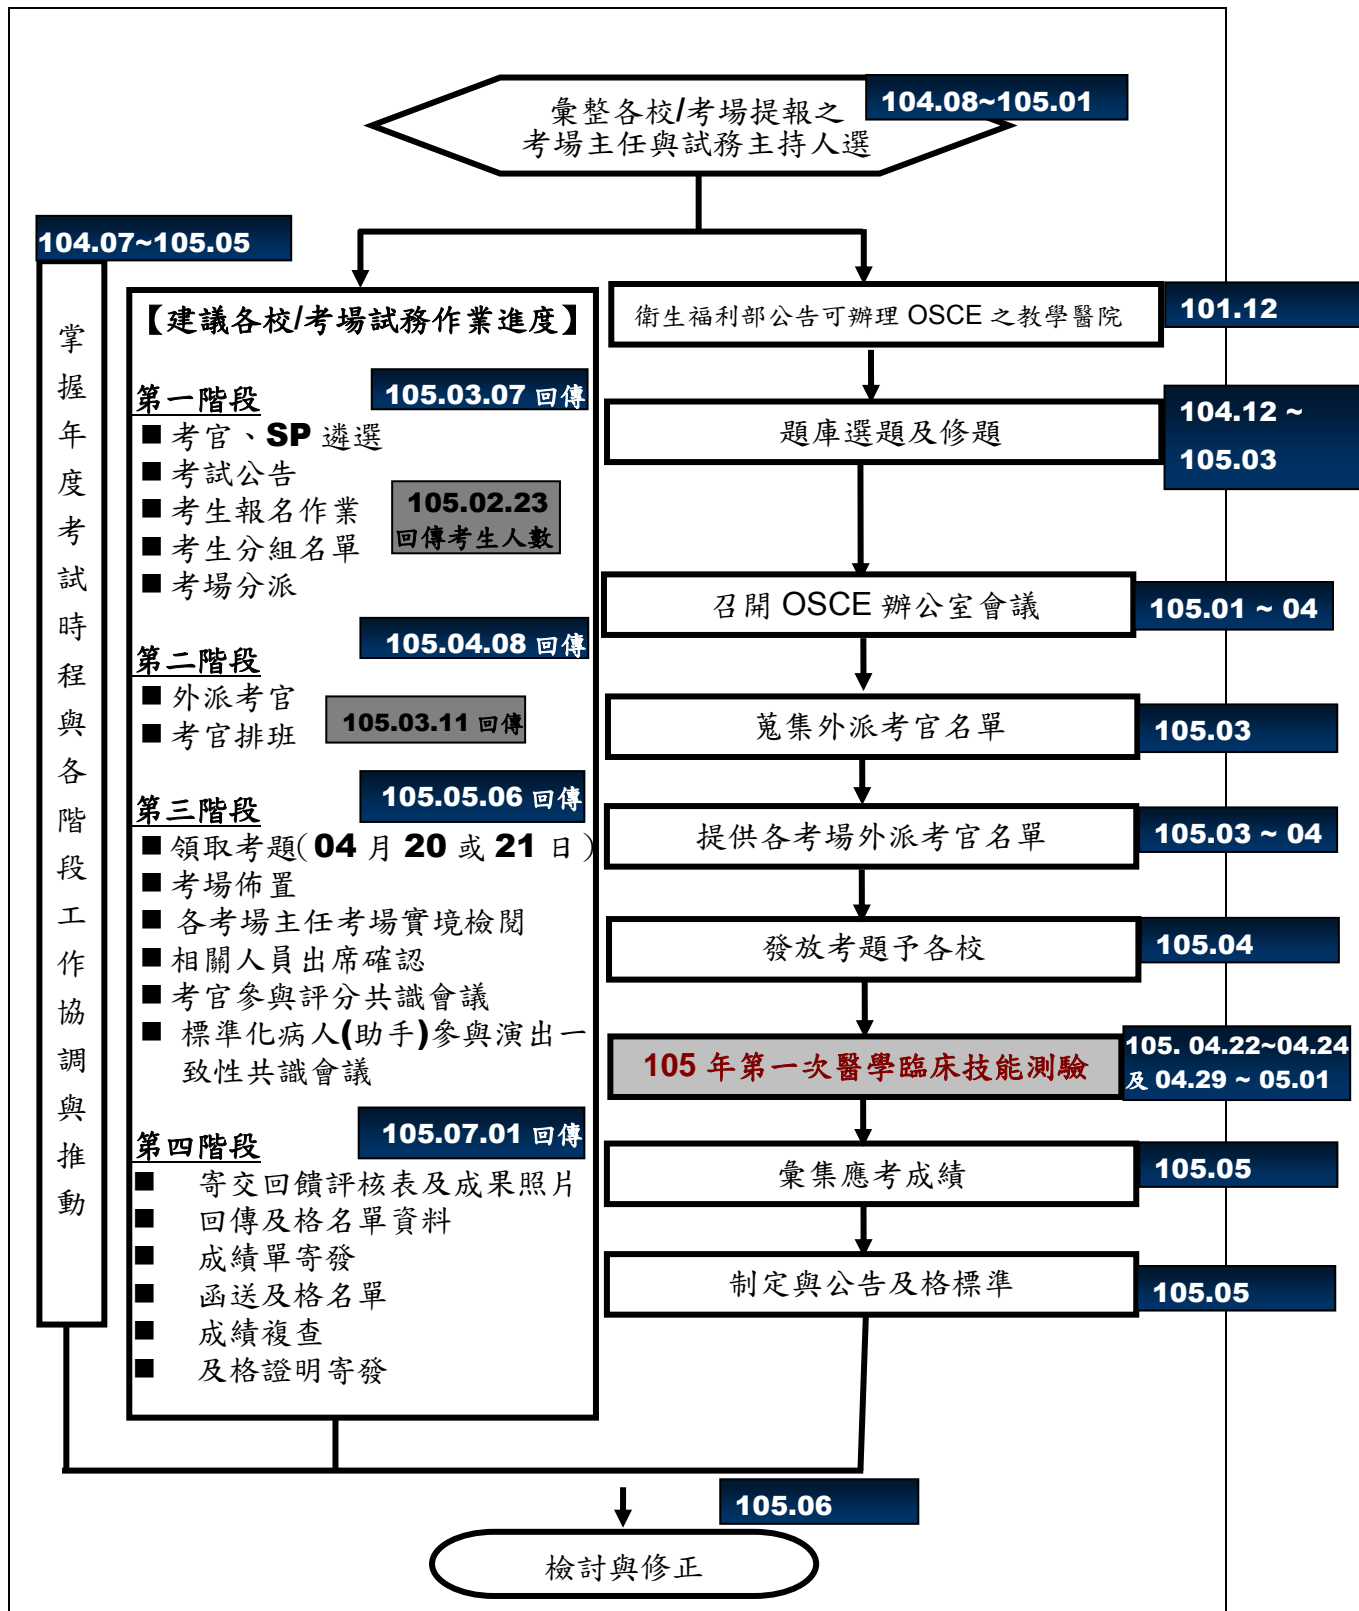 彙整各校/考場提報之
考場主任與試務主持人選
104.08~105.01
104.07~105.05
掌握年度考試時程與各階段工作協調與推動
【建議各校/考場試務作業進度】
第一階段
105.03.07 回傳
■ 考官、SP 遴選
■ 考試公告
■ 考生報名作業
■ 考生分組名單
105.02.23
回傳考生人數
■ 考場分派
第二階段
105.04.08 回傳
■ 外派考官
■ 考官排班
105.03.11 回傳
第三階段
105.05.06 回傳
■ 領取考題(04 月 20 或 21 日)
■ 考場佈置
■ 各考場主任考場實境檢閱
■ 相關人員出席確認
■ 考官參與評分共識會議
■ 標準化病人(助手)參與演出一
致性共識會議
第四階段
105.07.01 回傳
■ 寄交回饋評核表及成果照片
■ 回傳及格名單資料
■ 成績單寄發
■ 函送及格名單
■ 成績複查
■ 及格證明寄發
衛生福利部公告可辦理 OSCE 之教學醫院
101.12
題庫選題及修題
104.12 ~
105.03
召開 OSCE 辦公室會議
105.01 ~ 04
蒐集外派考官名單
105.03
提供各考場外派考官名單
105.03 ~ 04
發放考題予各校
105.04
105 年第一次醫學臨床技能測驗
105. 04.22~04.24
及 04.29 ~ 05.01
彙集應考成績
105.05
制定與公告及格標準
105.05
105.06
檢討與修正